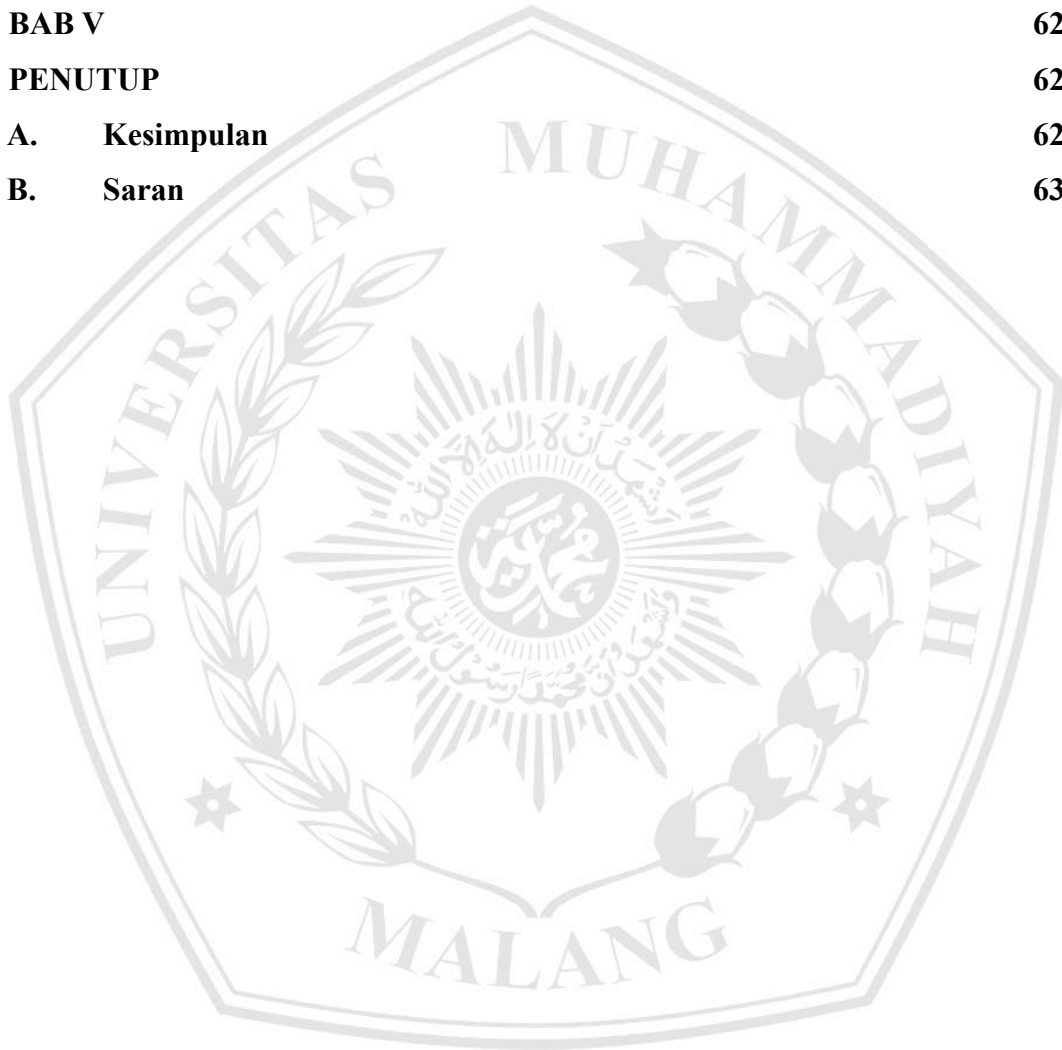 BAB V 62
PENUTUP 62
A. Kesimpulan 62
B. Saran 63
UNIVERSITAS MUHAMMADIYAH
MALANG